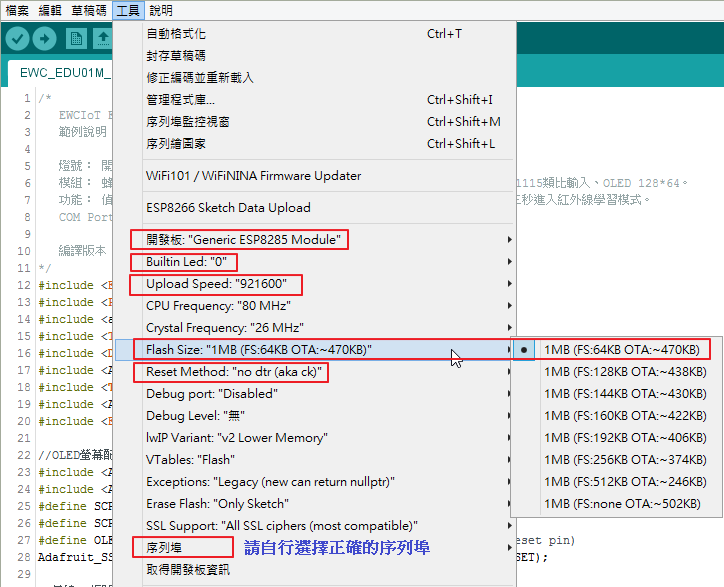 檔案 編輯 草稿碼 工具 說明
EWC_EDU01M_
自動格式化 Ctrl+T
封存草稿碼
修正編碼並重新載入
管理程式庫... Ctrl+Shift+I
序列埠監控視窗 Ctrl+Shift+M
序列繪圖家 Ctrl+Shift+L
WiFi101 / WiFiNINA Firmware Updater
ESP8266 Sketch Data Upload
開發板: "Generic ESP8285 Module"
Builtin Led: "0"
Upload Speed: "921600"
CPU Frequency: "80 MHz"
Crystal Frequency: "26 MHz"
Flash Size: "1MB (FS:64KB OTA:~470KB)"
Reset Method: "no dtr (aka ck)"
Debug port: "Disabled"
Debug Level: "無"
lwIP Variant: "v2 Lower Memory"
VTables: "Flash"
Exceptions: "Legacy (new can return nullptr)"
Erase Flash: "Only Sketch"
SSL Support: "All SSL ciphers (most compatible)"
序列埠 請自行選擇正確的序列埠
取得開發板資訊
1MB (FS:64KB OTA:~470KB)
1MB (FS:128KB OTA:~438KB)
1MB (FS:144KB OTA:~430KB)
1MB (FS:160KB OTA:~422KB)
1MB (FS:192KB OTA:~406KB)
1MB (FS:256KB OTA:~374KB)
1MB (FS:512KB OTA:~246KB)
1MB (FS:none OTA:~502KB)
1 /*
2 EWCIoT E
3 範例說明
4
5 燈號： 開
6 模組： 蜂 1115類比輸入、OLED 128*64。
7 功能： 偵 三秒進入紅外線學習模式。
8 COM Port
9
10 編譯版本
11 */
12 #include <E
13 #include <F
14 #include <a
15 #include <T
16 #include <D
17 #include <A
18 #include <T
19 #include <A
20 #include <E
21
22 //OLED螢幕
23 #include <A
24 #include <A
25 #define SCF
26 #define SCF
27 #define OLE eset pin)
28 Adafruit_SS SET);
29